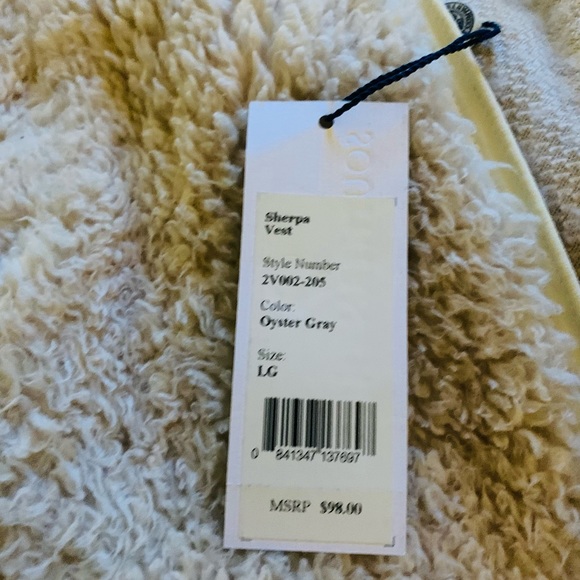 Sherpa
Vest
Style Number
2V002-205
Color:
Oyster Gray
Size:
LG
0 841347 137697
MSRP $98.00